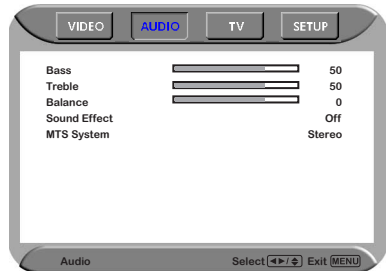 VIDEO AUDIO TV SETUP
Bass 50
Treble 50
Balance 0
Sound Effect Off
MTS System Stereo
Audio Select ◄►/▲▼ Exit MENU